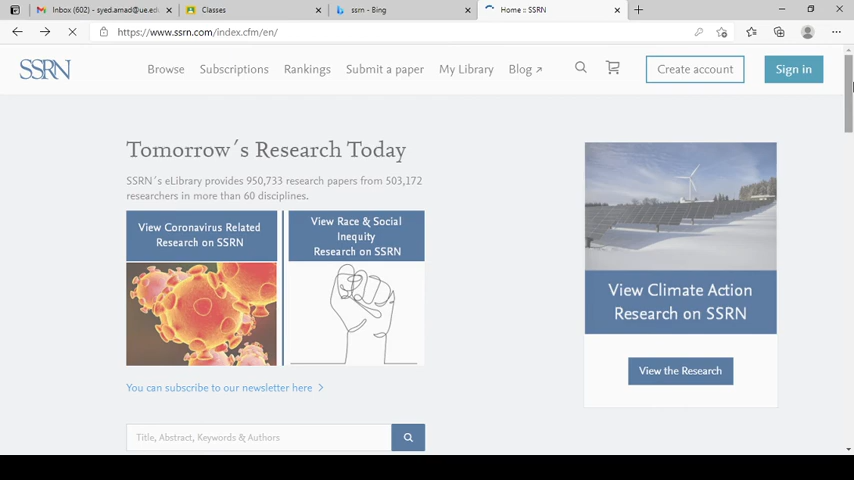 Inbox (602) - syed.amad@ue.edu
Classes
ssrn - Bing
Home :: SSRN
https://www.ssrn.com/index.cfm/en/
SSRN
Browse
Subscriptions
Rankings
Submit a paper
My Library
Blog ↗
Create account
Sign in
Tomorrow´s Research Today
SSRN´s eLibrary provides 950,733 research papers from 503,172
researchers in more than 60 disciplines.
View Coronavirus Related
Research on SSRN
View Race & Social
Inequity
Research on SSRN
View Climate Action
Research on SSRN
View the Research
You can subscribe to our newsletter here
Title, Abstract, Keywords & Authors